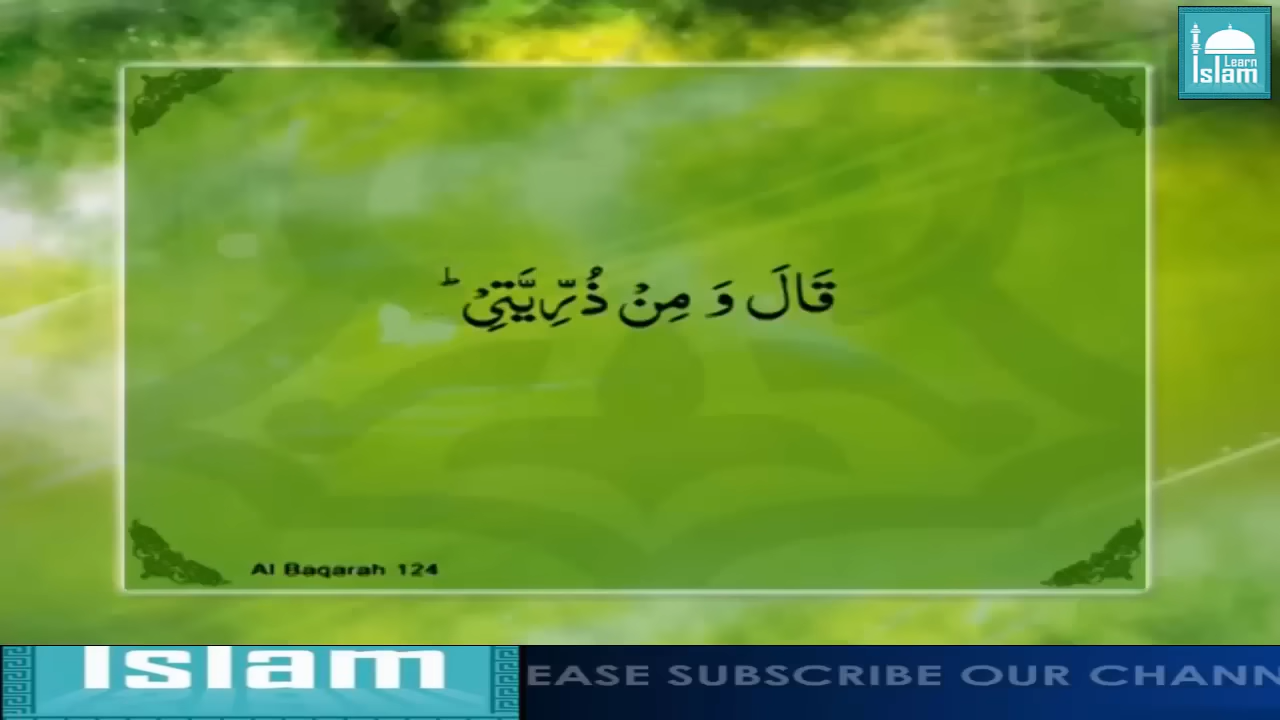 Learn
Islam
قَالَ وَ مِنْ ذُرِّیَّتِیْ ؕ
Al Baqarah 124
Islam
EASE SUBSCRIBE OUR CHANN